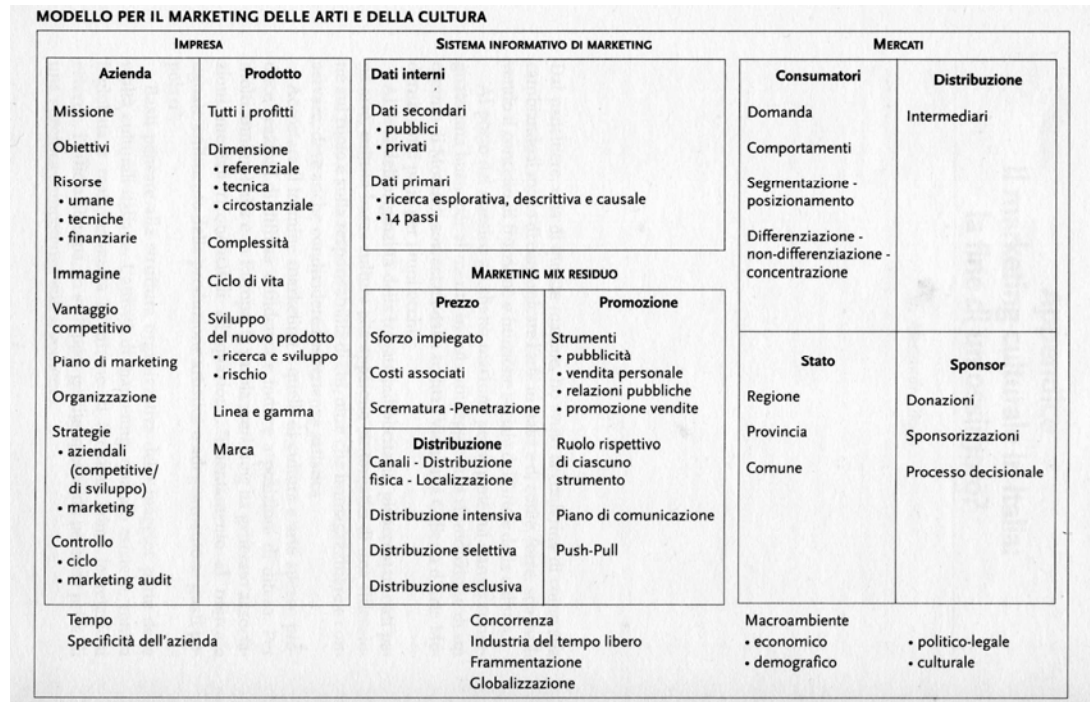 MODELLO PER IL MARKETING DELLE ARTI E DELLA CULTURA
IMPRESA
Azienda
Missione
Obiettivi
Risorse
• umane
• tecniche
• finanziarie
Immagine
Vantaggio
competitivo
Piano di marketing
Organizzazione
Strategie
• aziendali
(competitive/
di sviluppo)
• marketing
Controllo
• ciclo
• marketing audit
Prodotto
Tutti i profitti
Dimensione
• referenziale
• tecnica
• circostanziale
Complessità
Ciclo di vita
Sviluppo
del nuovo prodotto
• ricerca e sviluppo
• rischio
Linea e gamma
Marca
Tempo
Specificità dell'azienda
SISTEMA INFORMATIVO DI MARKETING
Dati interni
Dati secondari
• pubblici
• privati
Dati primari
• ricerca esplorativa, descrittiva e causale
• 14 passi
MARKETING MIX RESIDUO
Prezzo
Sforzo impiegato
Costi associati
Scrematura -Penetrazione
Distribuzione
Canali - Distribuzione
fisica - Localizzazione
Distribuzione intensiva
Distribuzione selettiva
Distribuzione esclusiva
Promozione
Strumenti
• pubblicità
• vendita personale
• relazioni pubbliche
• promozione vendite
Ruolo rispettivo
di ciascuno
strumento
Piano di comunicazione
Push-Pull
Concorrenza
Industria del tempo libero
Frammentazione
Globalizzazione
MERCATI
Consumatori
Domanda
Comportamenti
Segmentazione -
posizionamento
Differenziazione -
non-differenziazione -
concentrazione
Distribuzione
Intermediari
Stato
Regione
Provincia
Comune
Sponsor
Donazioni
Sponsorizzazioni
Processo decisionale
Macroambiente
• economico
• demografico
• politico-legale
• culturale